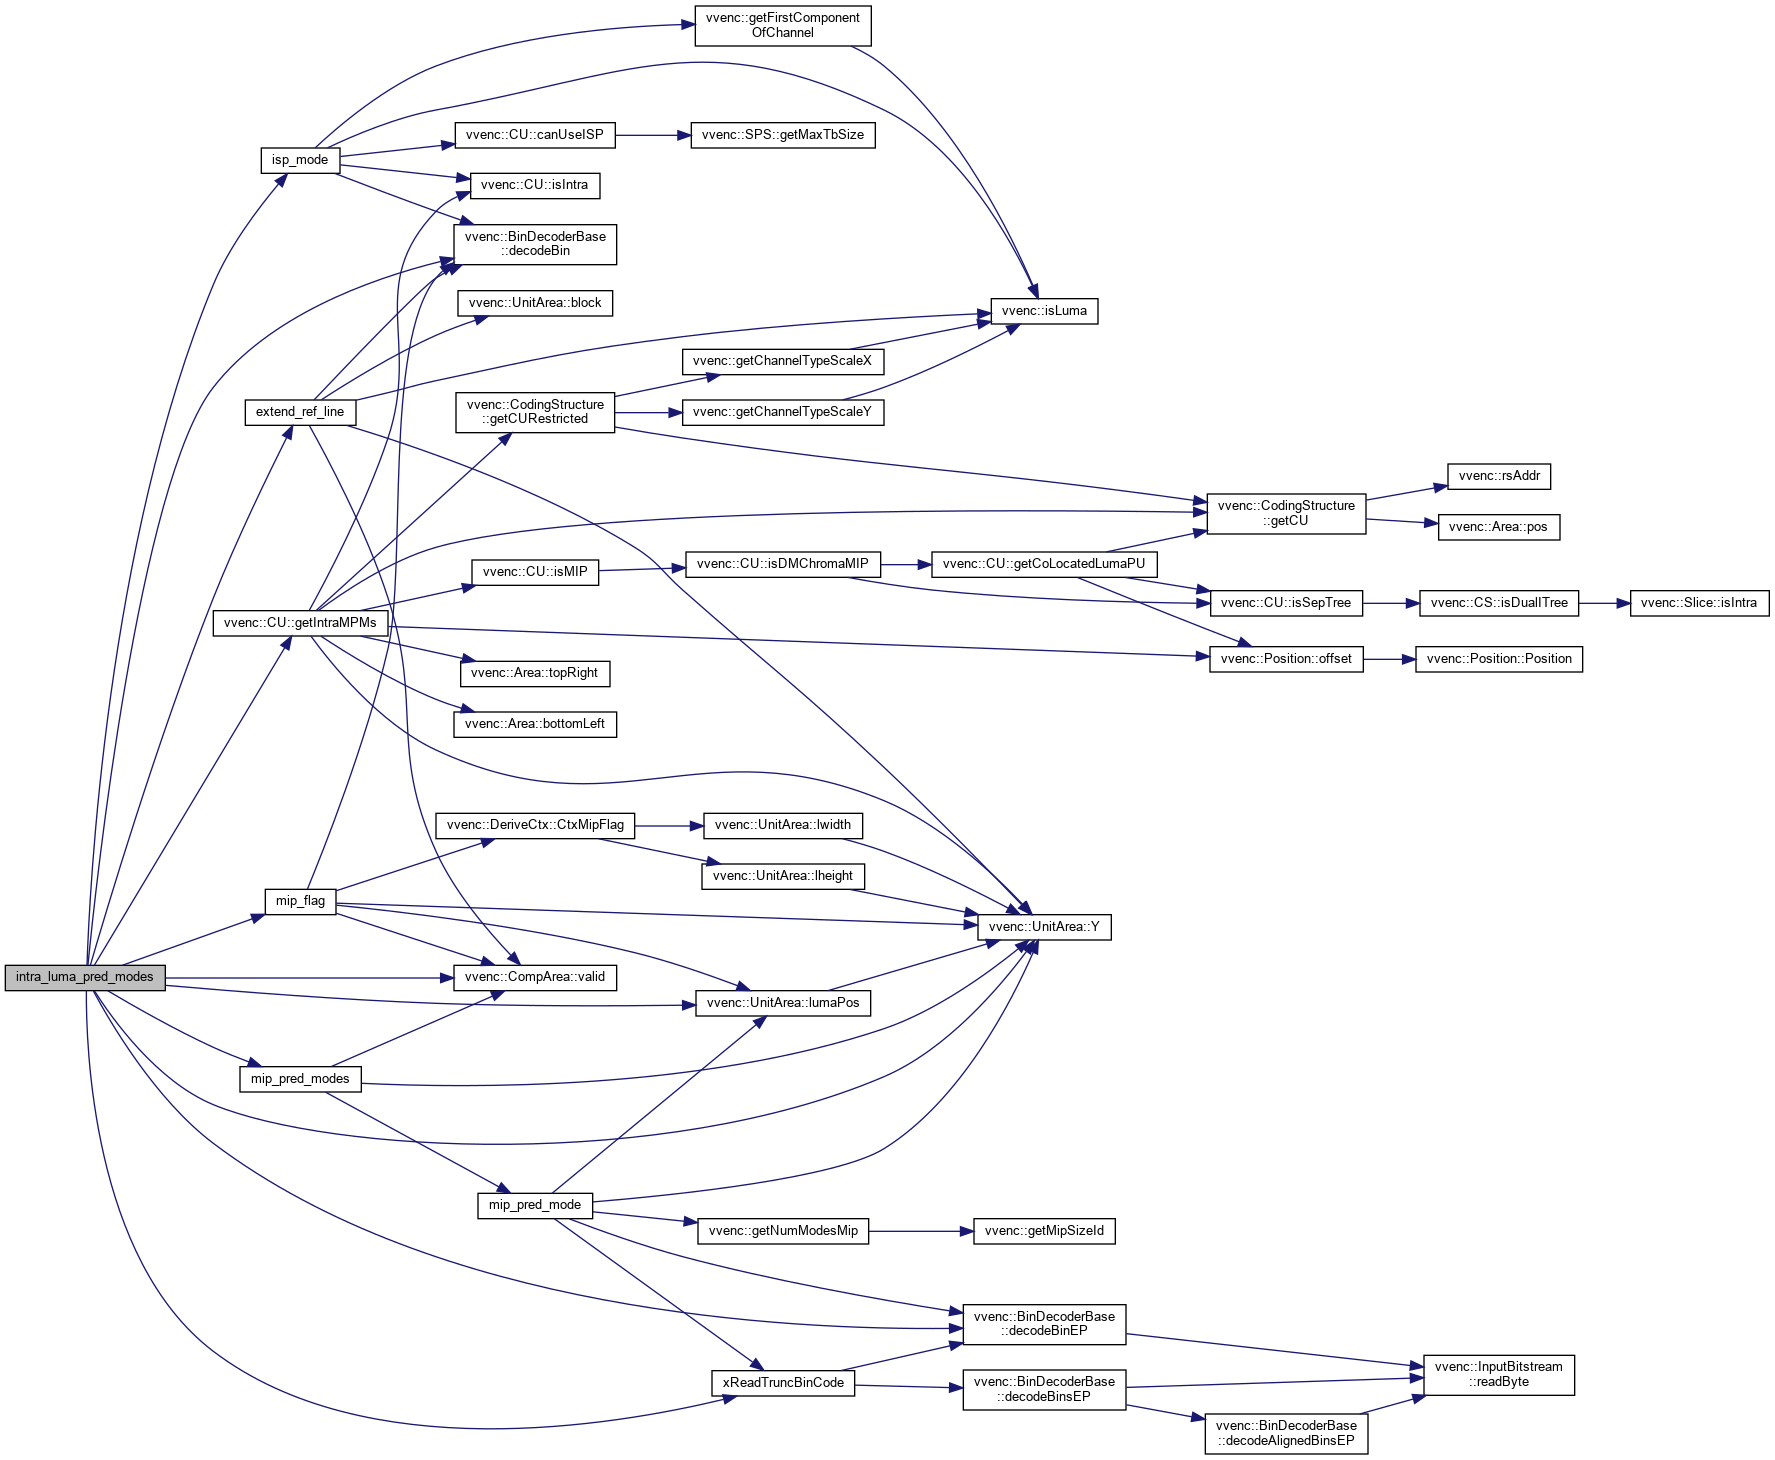 vvenc::getFirstComponent
OfChannel
vvenc::CU::canUseISP
vvenc::SPS::getMaxTbSize
isp_mode
vvenc::CU::isIntra
vvenc::BinDecoderBase
::decodeBin
vvenc::UnitArea::block
vvenc::isLuma
vvenc::getChannelTypeScaleX
extend_ref_line
vvenc::CodingStructure
::getCURestricted
vvenc::getChannelTypeScaleY
vvenc::rsAddr
vvenc::CodingStructure
::getCU
vvenc::Area::pos
vvenc::CU::isMIP
vvenc::CU::isDMChromaMIP
vvenc::CU::getCoLocatedLumaPU
vvenc::CU::isSepTree
vvenc::CS::isDualITree
vvenc::Slice::isIntra
vvenc::CU::getIntraMPMs
vvenc::Position::offset
vvenc::Position::Position
vvenc::Area::topRight
vvenc::Area::bottomLeft
vvenc::DeriveCtx::CtxMipFlag
vvenc::UnitArea::lwidth
vvenc::UnitArea::lheight
mip_flag
vvenc::UnitArea::Y
intra_luma_pred_modes
vvenc::CompArea::valid
vvenc::UnitArea::lumaPos
mip_pred_modes
mip_pred_mode
vvenc::getNumModesMip
vvenc::getMipSizeId
vvenc::BinDecoderBase
::decodeBinEP
vvenc::InputBitstream
::readByte
xReadTruncBinCode
vvenc::BinDecoderBase
::decodeBinsEP
vvenc::BinDecoderBase
::decodeAlignedBinsEP